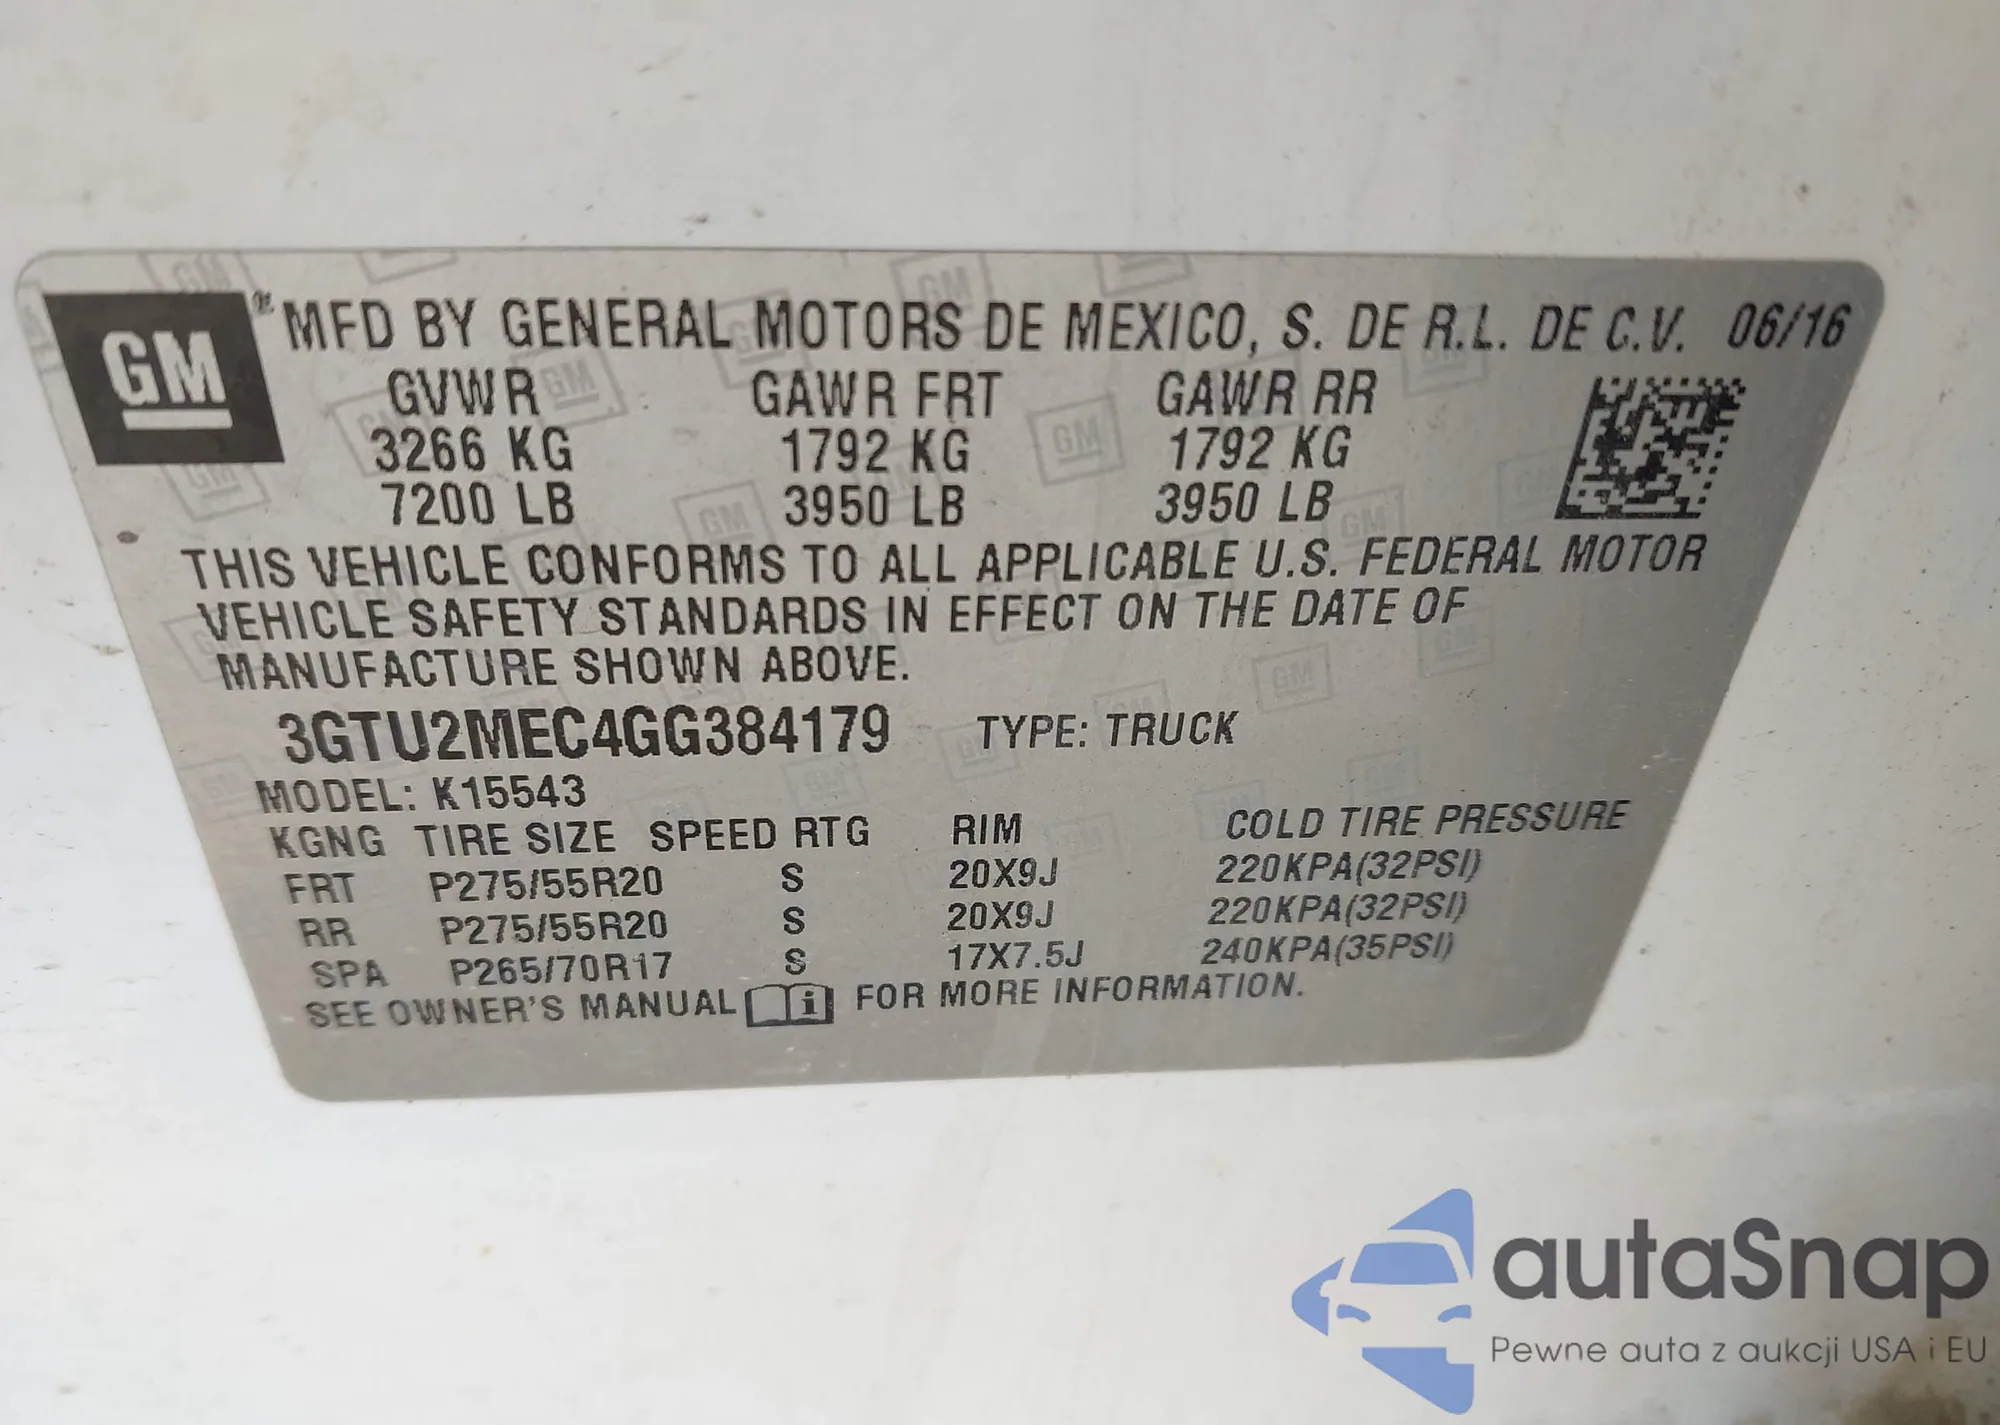 GM ® MFD BY GENERAL MOTORS DE MEXICO, S. DE R.L. DE C.V. 06/16
GVWR GAWR FRT GAWR RR
3266 KG 1792 KG 1792 KG
7200 LB 3950 LB 3950 LB
THIS VEHICLE CONFORMS TO ALL APPLICABLE U.S. FEDERAL MOTOR
VEHICLE SAFETY STANDARDS IN EFFECT ON THE DATE OF
MANUFACTURE SHOWN ABOVE.
3GTU2MEC4GG384179 TYPE: TRUCK
MODEL: K15543
KGNG TIRE SIZE SPEED RTG RIM COLD TIRE PRESSURE
FRT P275/55R20 S 20X9J 220KPA(32PSI)
RR P275/55R20 S 20X9J 220KPA(32PSI)
SPA P265/70R17 S 17X7.5J 240KPA(35PSI)
SEE OWNER'S MANUAL i FOR MORE INFORMATION.
autaSnap
Pewne auta z aukcji USA i EU